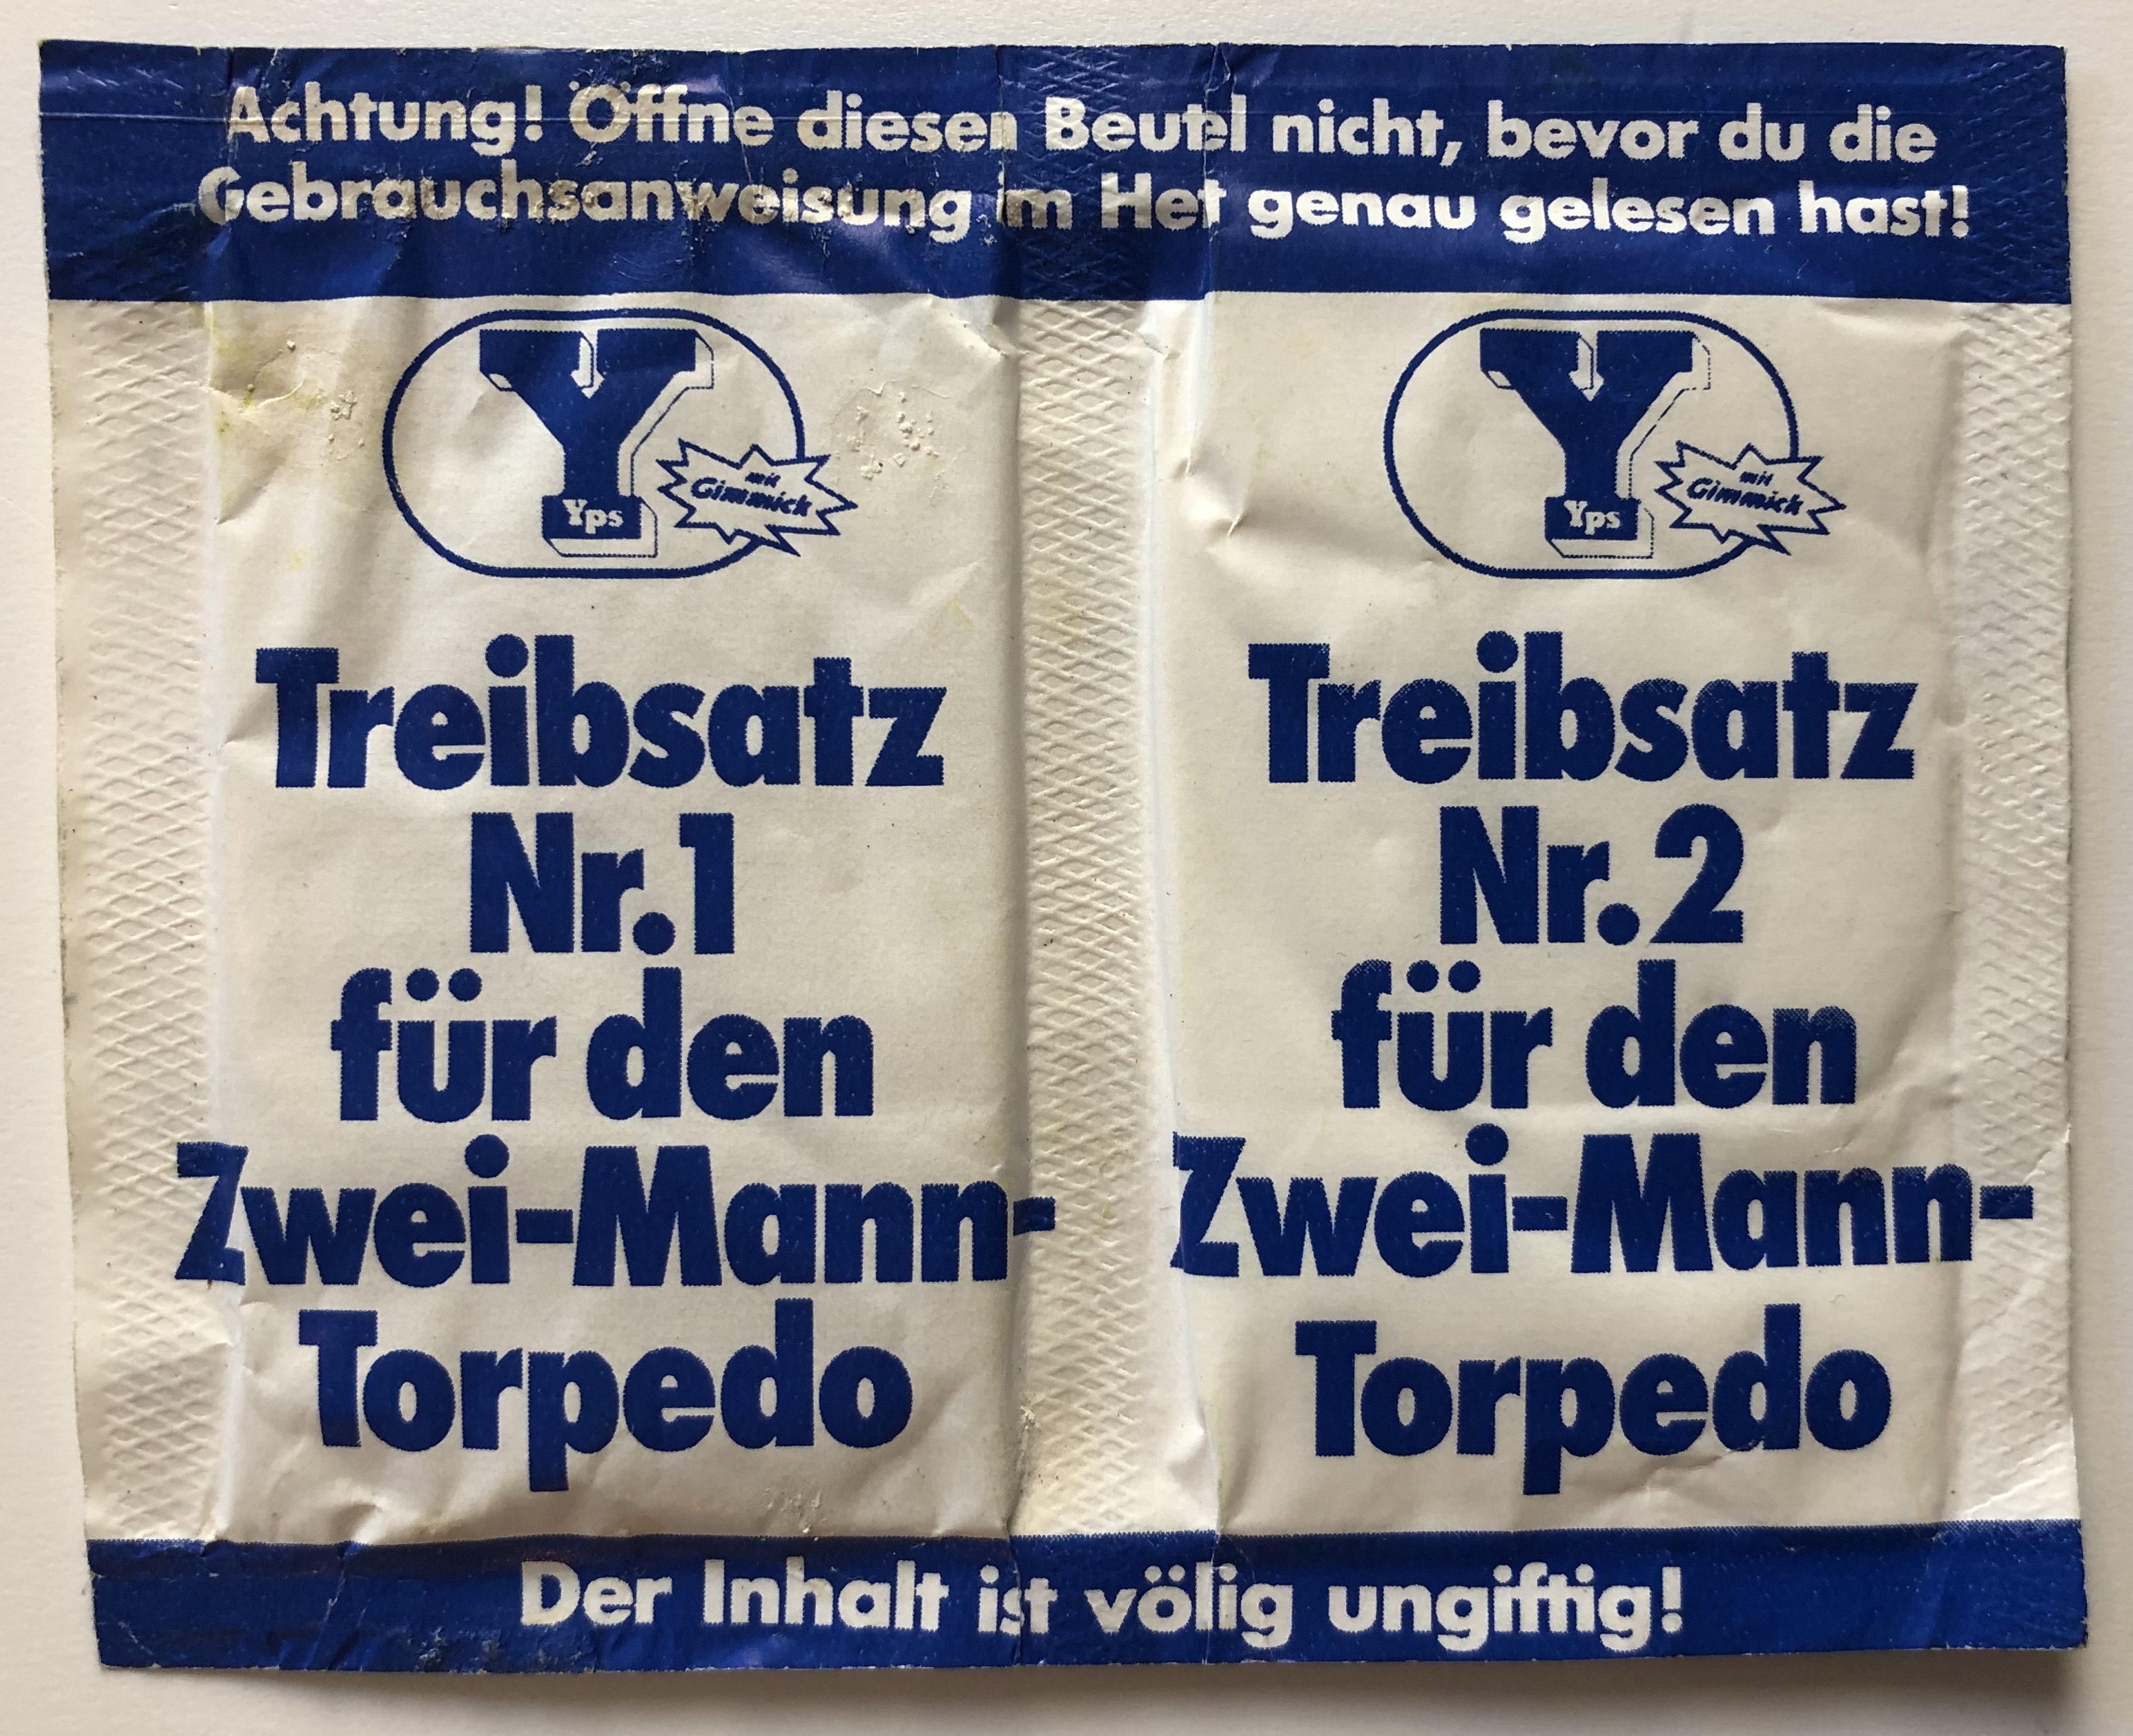 Achtung! Öffne diesen Beutel nicht, bevor du die
Gebrauchsanweisung im Het genau gelesen hast!
Y
Yps
mit
Gimmick
Treibsatz
Nr.1
für den
Zwei-Mann-
Torpedo
Y
Yps
mit
Gimmick
Treibsatz
Nr.2
für den
Zwei-Mann-
Torpedo
Der Inhalt ist völig ungiftig!